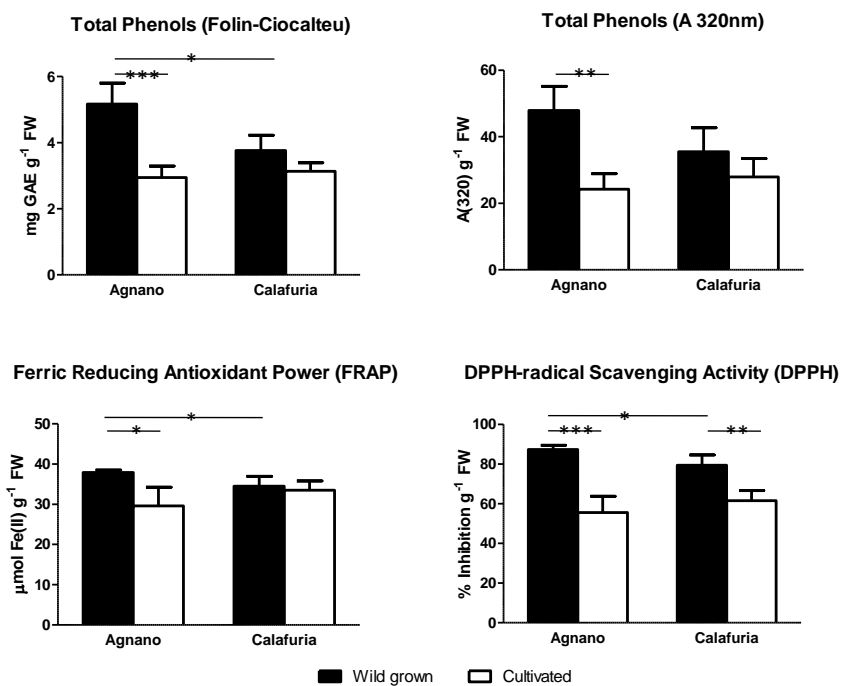 Total Phenols (Folin-Ciocalteu)
*
***
mg GAE g⁻¹ FW
6
4
2
0
Agnano
Calafuria
Total Phenols (A 320nm)
**
A(320) g⁻¹ FW
60
40
20
0
Agnano
Calafuria
Ferric Reducing Antioxidant Power (FRAP)
*
*
µmol Fe(II) g⁻¹ FW
50
40
30
20
10
0
Agnano
Calafuria
DPPH-radical Scavenging Activity (DPPH)
*
*** **
% Inhibition g⁻¹ FW
100
80
60
40
20
0
Agnano
Calafuria
Wild grown
Cultivated